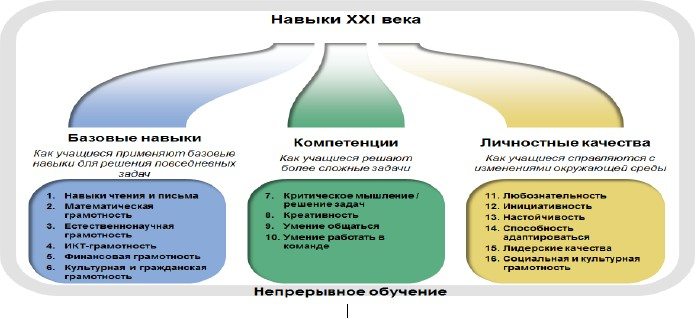 Навыки XXI века
Базовые навыки
Как учащиеся применяют базовые
навыки для решения повседневных
задач
1. Навыки чтения и письма
2. Математическая
грамотность
3. Естественнонаучная
грамотность
4. ИКТ-грамотность
5. Финансовая грамотность
6. Культурная и гражданская
грамотность
Компетенции
Как учащиеся решают
более сложные задачи
7. Критическое мышление /
решение задач
8. Креативность
9. Умение общаться
10. Умение работать в
команде
Личностные качества
Как учащиеся справляются с
изменениями окружающей среды
11. Любознательность
12. Инициативность
13. Настойчивость
14. Способность
адаптироваться
15. Лидерские качества
16. Социальная и культурная
грамотность
Непрерывное обучение